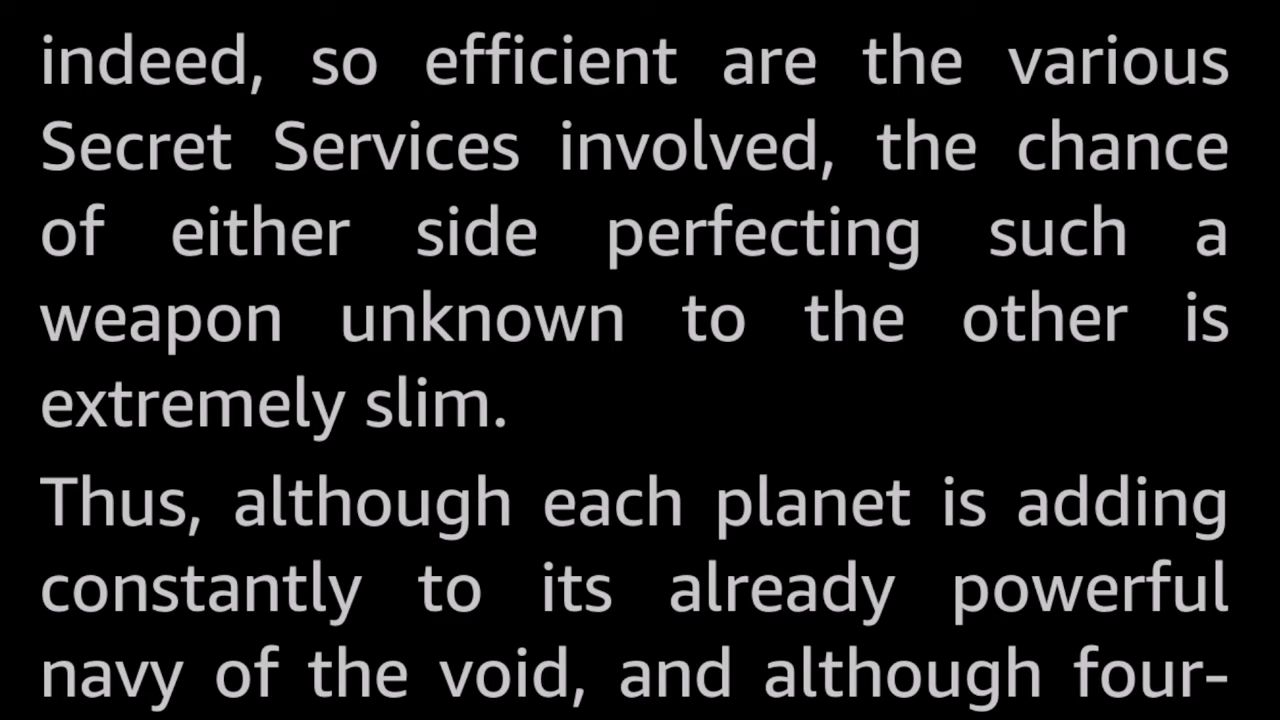 indeed, so efficient are the various
Secret Services involved, the chance
of either side perfecting such a
weapon unknown to the other is
extremely slim.
Thus, although each planet is adding
constantly to its already powerful
navy of the void, and although four-